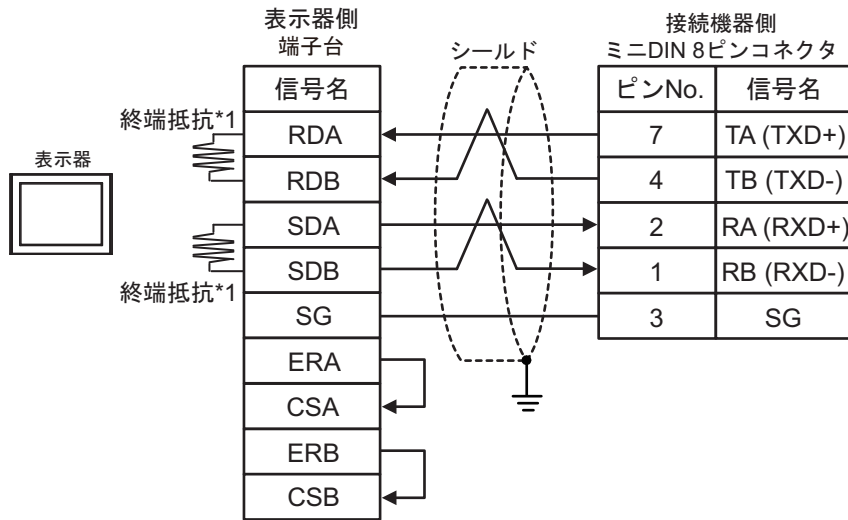 表示器側
端子台
シールド
接続機器側
ミニDIN 8ピンコネクタ
信号名
ピンNo. 信号名
終端抵抗*1
RDA 7 TA (TXD+)
表示器
RDB 4 TB (TXD-)
SDA 2 RA (RXD+)
SDB 1 RB (RXD-)
終端抵抗*1
SG 3 SG
ERA
CSA
ERB
CSB